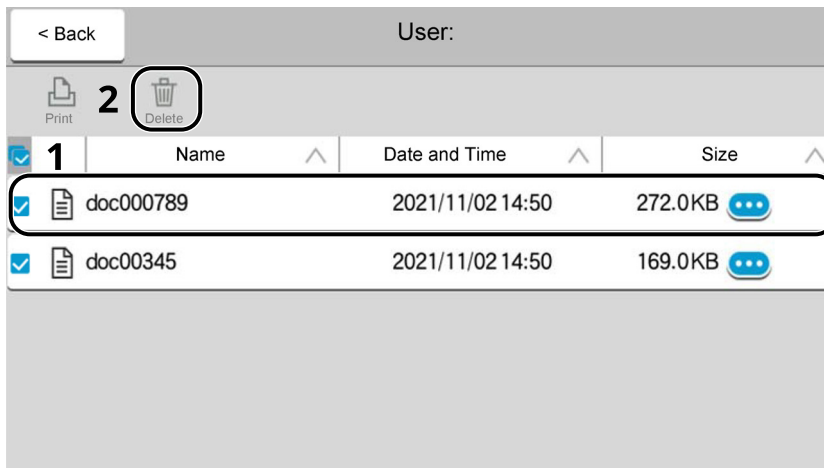 < Back User:
2
Print Delete
1 Name Date and Time Size
doc000789 2021/11/02 14:50 272.0KB
doc00345 2021/11/02 14:50 169.0KB